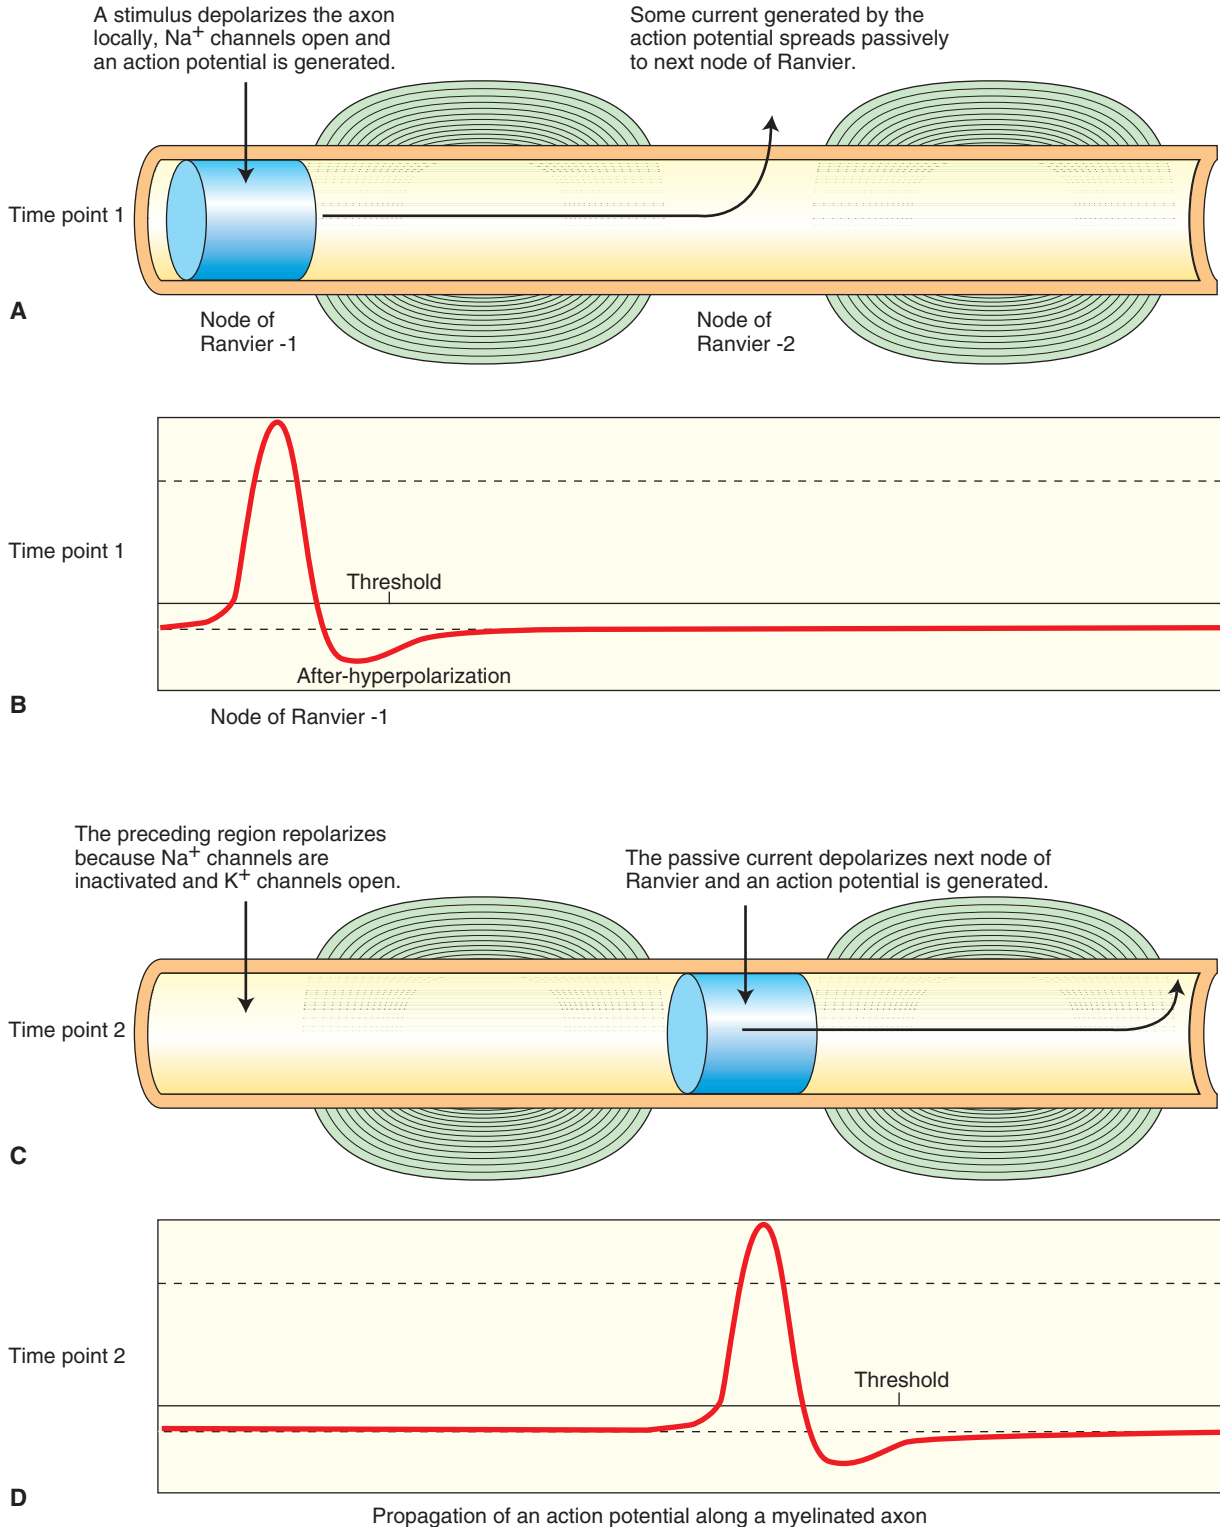 A stimulus depolarizes the axon
locally, Na+ channels open and
an action potential is generated.
Some current generated by the
action potential spreads passively
to next node of Ranvier.
Time point 1
A
Node of
Ranvier -1
Node of
Ranvier -2
Time point 1
Threshold
After-hyperpolarization
B
Node of Ranvier -1
The preceding region repolarizes
because Na+ channels are
inactivated and K+ channels open.
The passive current depolarizes next node of
Ranvier and an action potential is generated.
Time point 2
C
Time point 2
Threshold
D
Propagation of an action potential along a myelinated axon